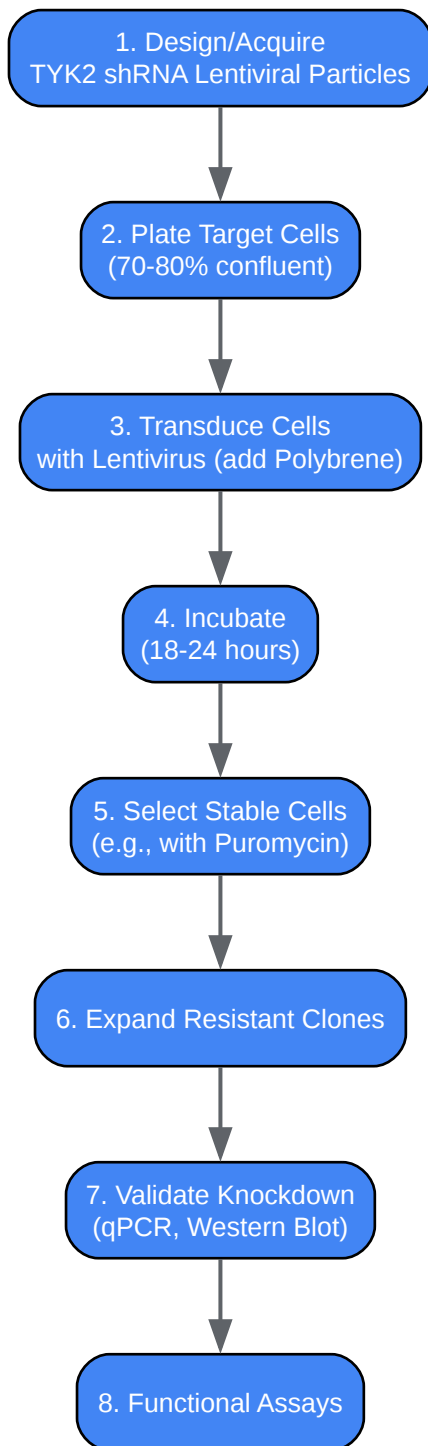 1. Design/Acquire
TYK2 shRNA Lentiviral Particles
2. Plate Target Cells
(70-80% confluent)
3. Transduce Cells
with Lentivirus (add Polybrene)
4. Incubate
(18-24 hours)
5. Select Stable Cells
(e.g., with Puromycin)
6. Expand Resistant Clones
7. Validate Knockdown
(qPCR, Western Blot)
8. Functional Assays